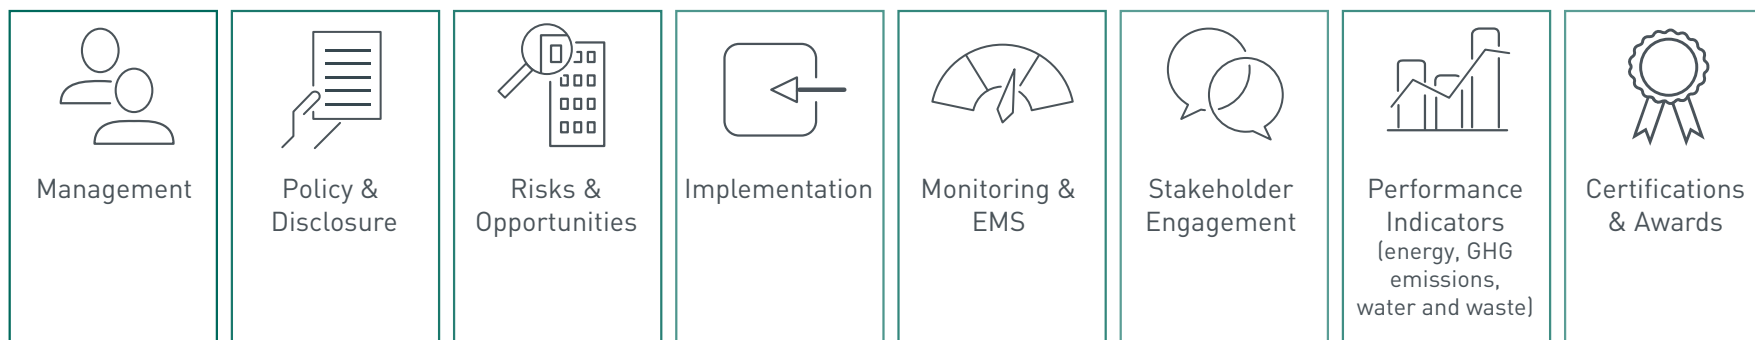 Management
Policy &
Disclosure
Risks &
Opportunities
Implementation
Monitoring &
EMS
Stakeholder
Engagement
Performance
Indicators
(energy, GHG
emissions,
water and waste)
Certifications
& Awards